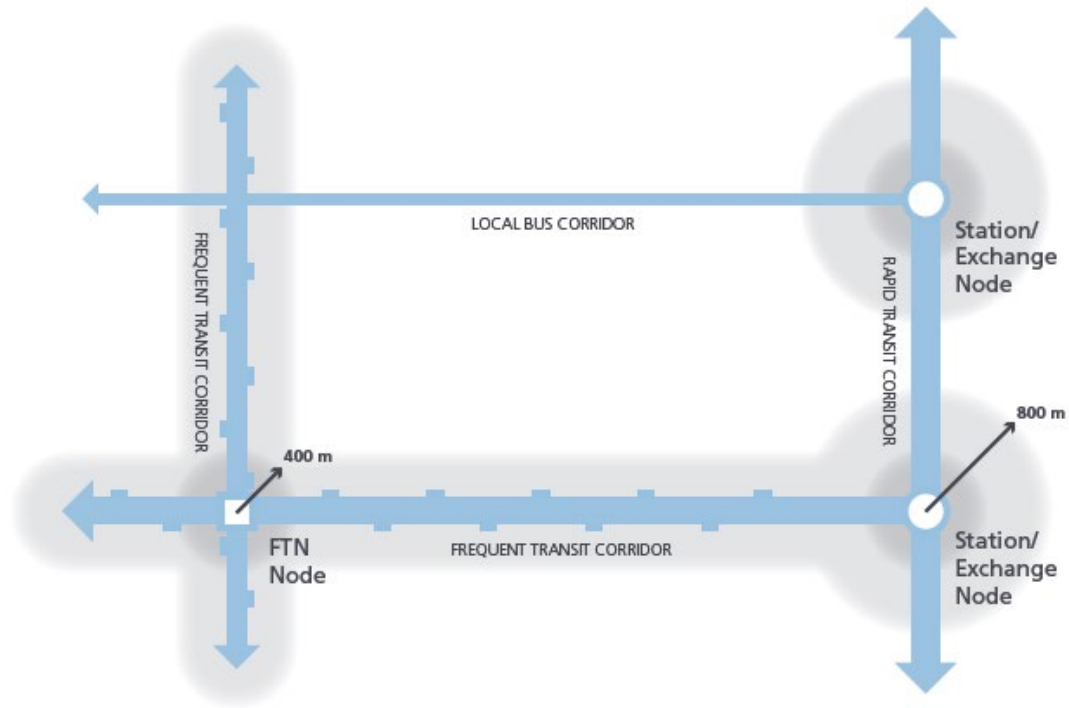 LOCAL BUS CORRIDOR
Station/
Exchange
Node
FREQUENT TRANSIT CORRIDOR
RAPID TRANSIT CORRIDOR
800 m
400 m
FTN
Node
FREQUENT TRANSIT CORRIDOR
Station/
Exchange
Node